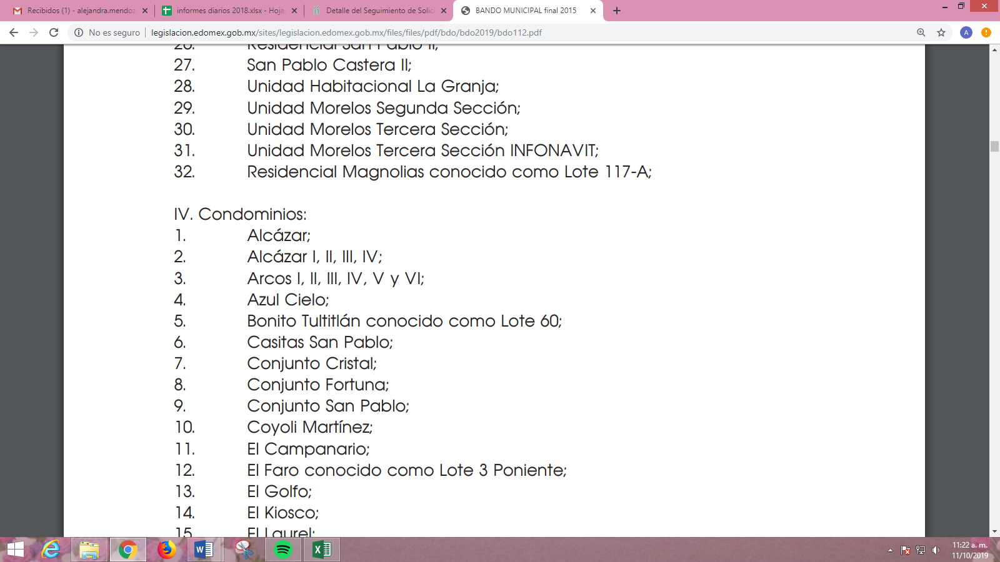 Recibidos (1) - alejandra.mendoz
informes diarios 2018.xlsx - Hoja
Detalle del Seguimiento de Solic
BANDO MUNICIPAL final 2015
No es seguro
legislacion.edomex.gob.mx/sites/legislacion.edomex.gob.mx/files/files/pdf/bdo/bdo2019/bdo112.pdf
A
26. Residencial San Pablo II;
27. San Pablo Castera II;
28. Unidad Habitacional La Granja;
29. Unidad Morelos Segunda Sección;
30. Unidad Morelos Tercera Sección;
31. Unidad Morelos Tercera Sección INFONAVIT;
32. Residencial Magnolias conocido como Lote 117-A;
IV. Condominios:
1. Alcázar;
2. Alcázar I, II, III, IV;
3. Arcos I, II, III, IV, V y VI;
4. Azul Cielo;
5. Bonito Tultitlán conocido como Lote 60;
6. Casitas San Pablo;
7. Conjunto Cristal;
8. Conjunto Fortuna;
9. Conjunto San Pablo;
10. Coyoli Martínez;
11. El Campanario;
12. El Faro conocido como Lote 3 Poniente;
13. El Golfo;
14. El Kiosco;
15. El Laurel;
11:22 a. m.
11/10/2019